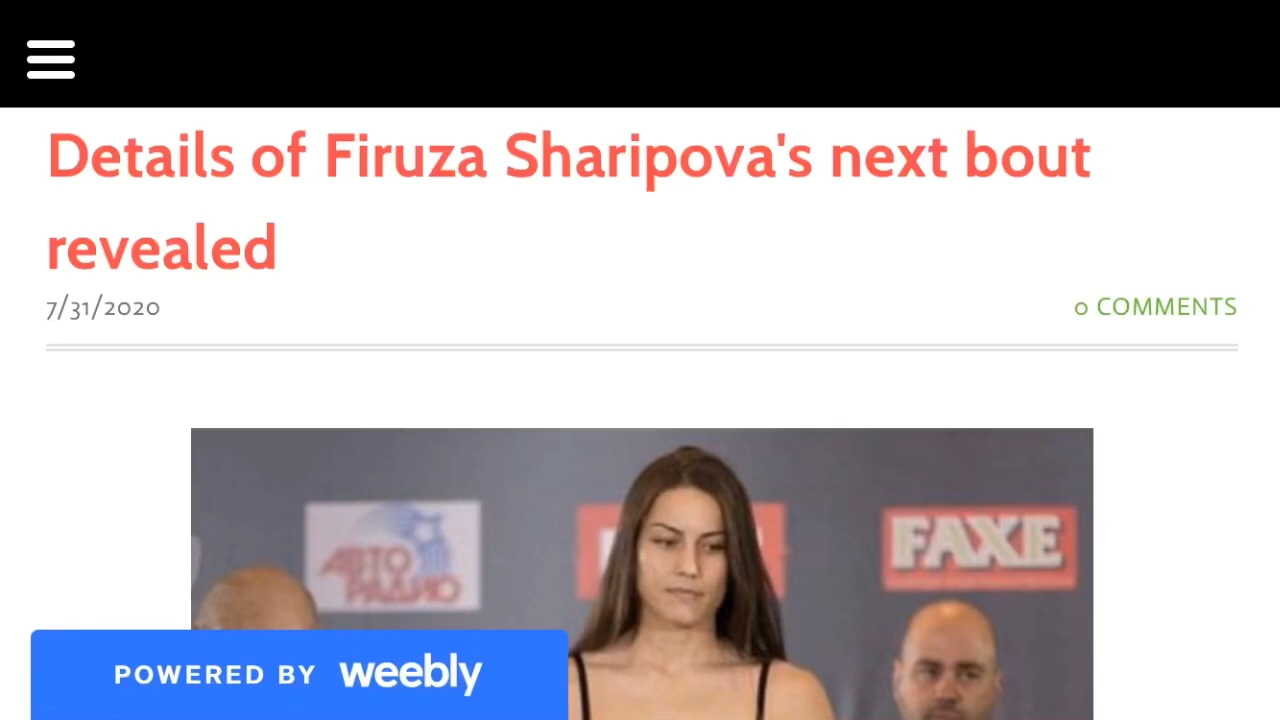 Details of Firuza Sharipova's next bout
revealed
7/31/2020
0 COMMENTS
АВТО
РАДИО
FAXE
POWERED BY weebly